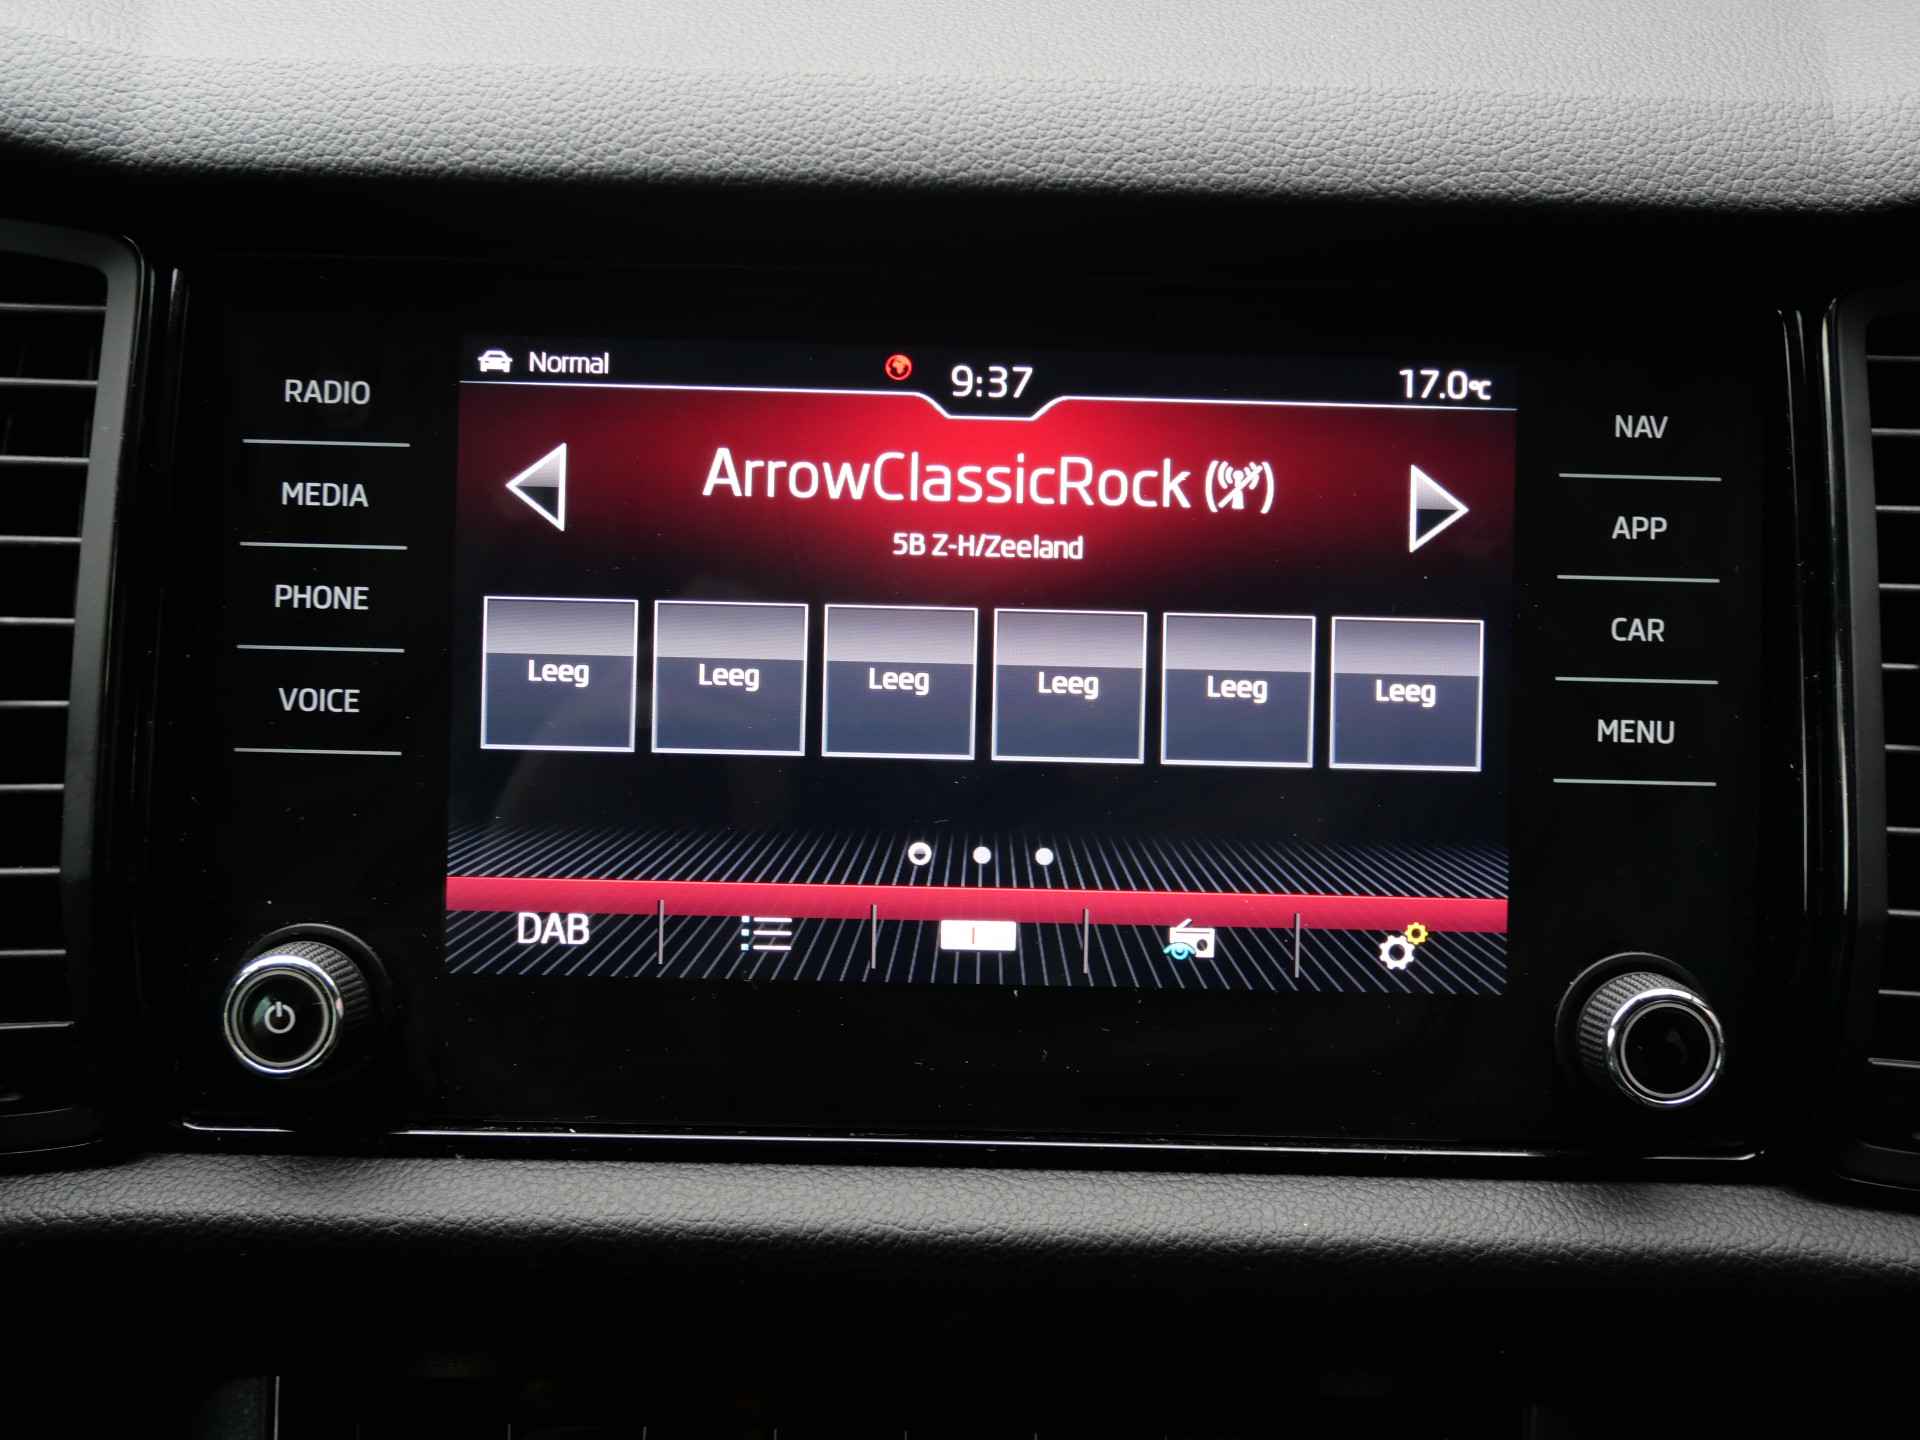 Normal
9:37
17.0°C
RADIO
MEDIA
PHONE
VOICE
ArrowClassicRock
5B Z-H/Zeeland
Leeg Leeg Leeg Leeg Leeg Leeg
DAB
NAV
APP
CAR
MENU